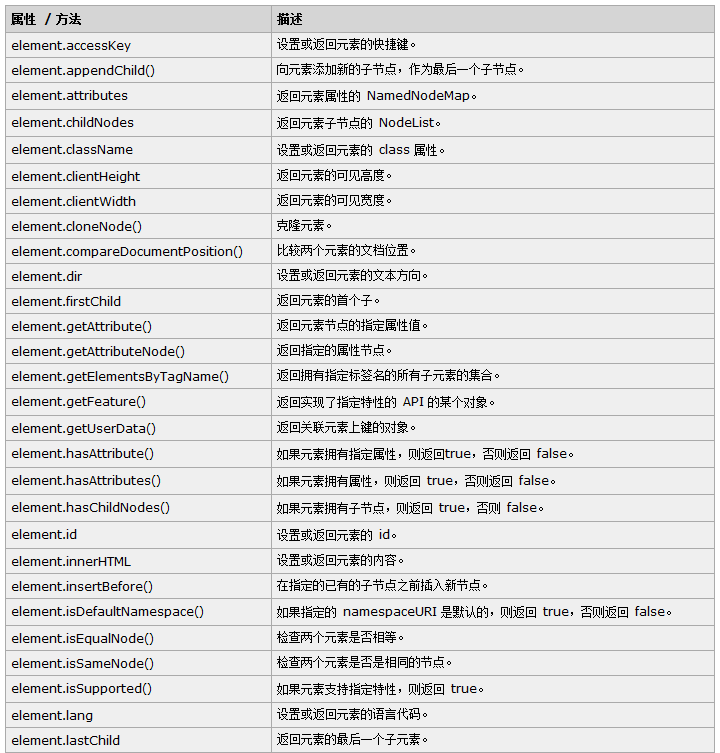 属性 / 方法 描述
element.accessKey 设置或返回元素的快捷键。
element.appendChild() 向元素添加新的子节点，作为最后一个子节点。
element.attributes 返回元素属性的 NamedNodeMap。
element.childNodes 返回元素子节点的 NodeList。
element.className 设置或返回元素的 class 属性。
element.clientHeight 返回元素的可见高度。
element.clientWidth 返回元素的可见宽度。
element.cloneNode() 克隆元素。
element.compareDocumentPosition() 比较两个元素的文档位置。
element.dir 设置或返回元素的文本方向。
element.firstChild 返回元素的首个子。
element.getAttribute() 返回元素节点的指定属性值。
element.getAttributeNode() 返回指定的属性节点。
element.getElementsByTagName() 返回拥有指定标签名的所有子元素的集合。
element.getFeature() 返回实现了指定特性的 API 的某个对象。
element.getUserData() 返回关联元素上键的对象。
element.hasAttribute() 如果元素拥有指定属性，则返回true，否则返回 false。
element.hasAttributes() 如果元素拥有属性，则返回 true，否则返回 false。
element.hasChildNodes() 如果元素拥有子节点，则返回 true，否则 false。
element.id 设置或返回元素的 id。
element.innerHTML 设置或返回元素的内容。
element.insertBefore() 在指定的已有的子节点之前插入新节点。
element.isDefaultNamespace() 如果指定的 namespaceURI 是默认的，则返回 true，否则返回 false。
element.isEqualNode() 检查两个元素是否相等。
element.isSameNode() 检查两个元素是否是相同的节点。
element.isSupported() 如果元素支持指定特性，则返回 true。
element.lang 设置或返回元素的语言代码。
element.lastChild 返回元素的最后一个子元素。